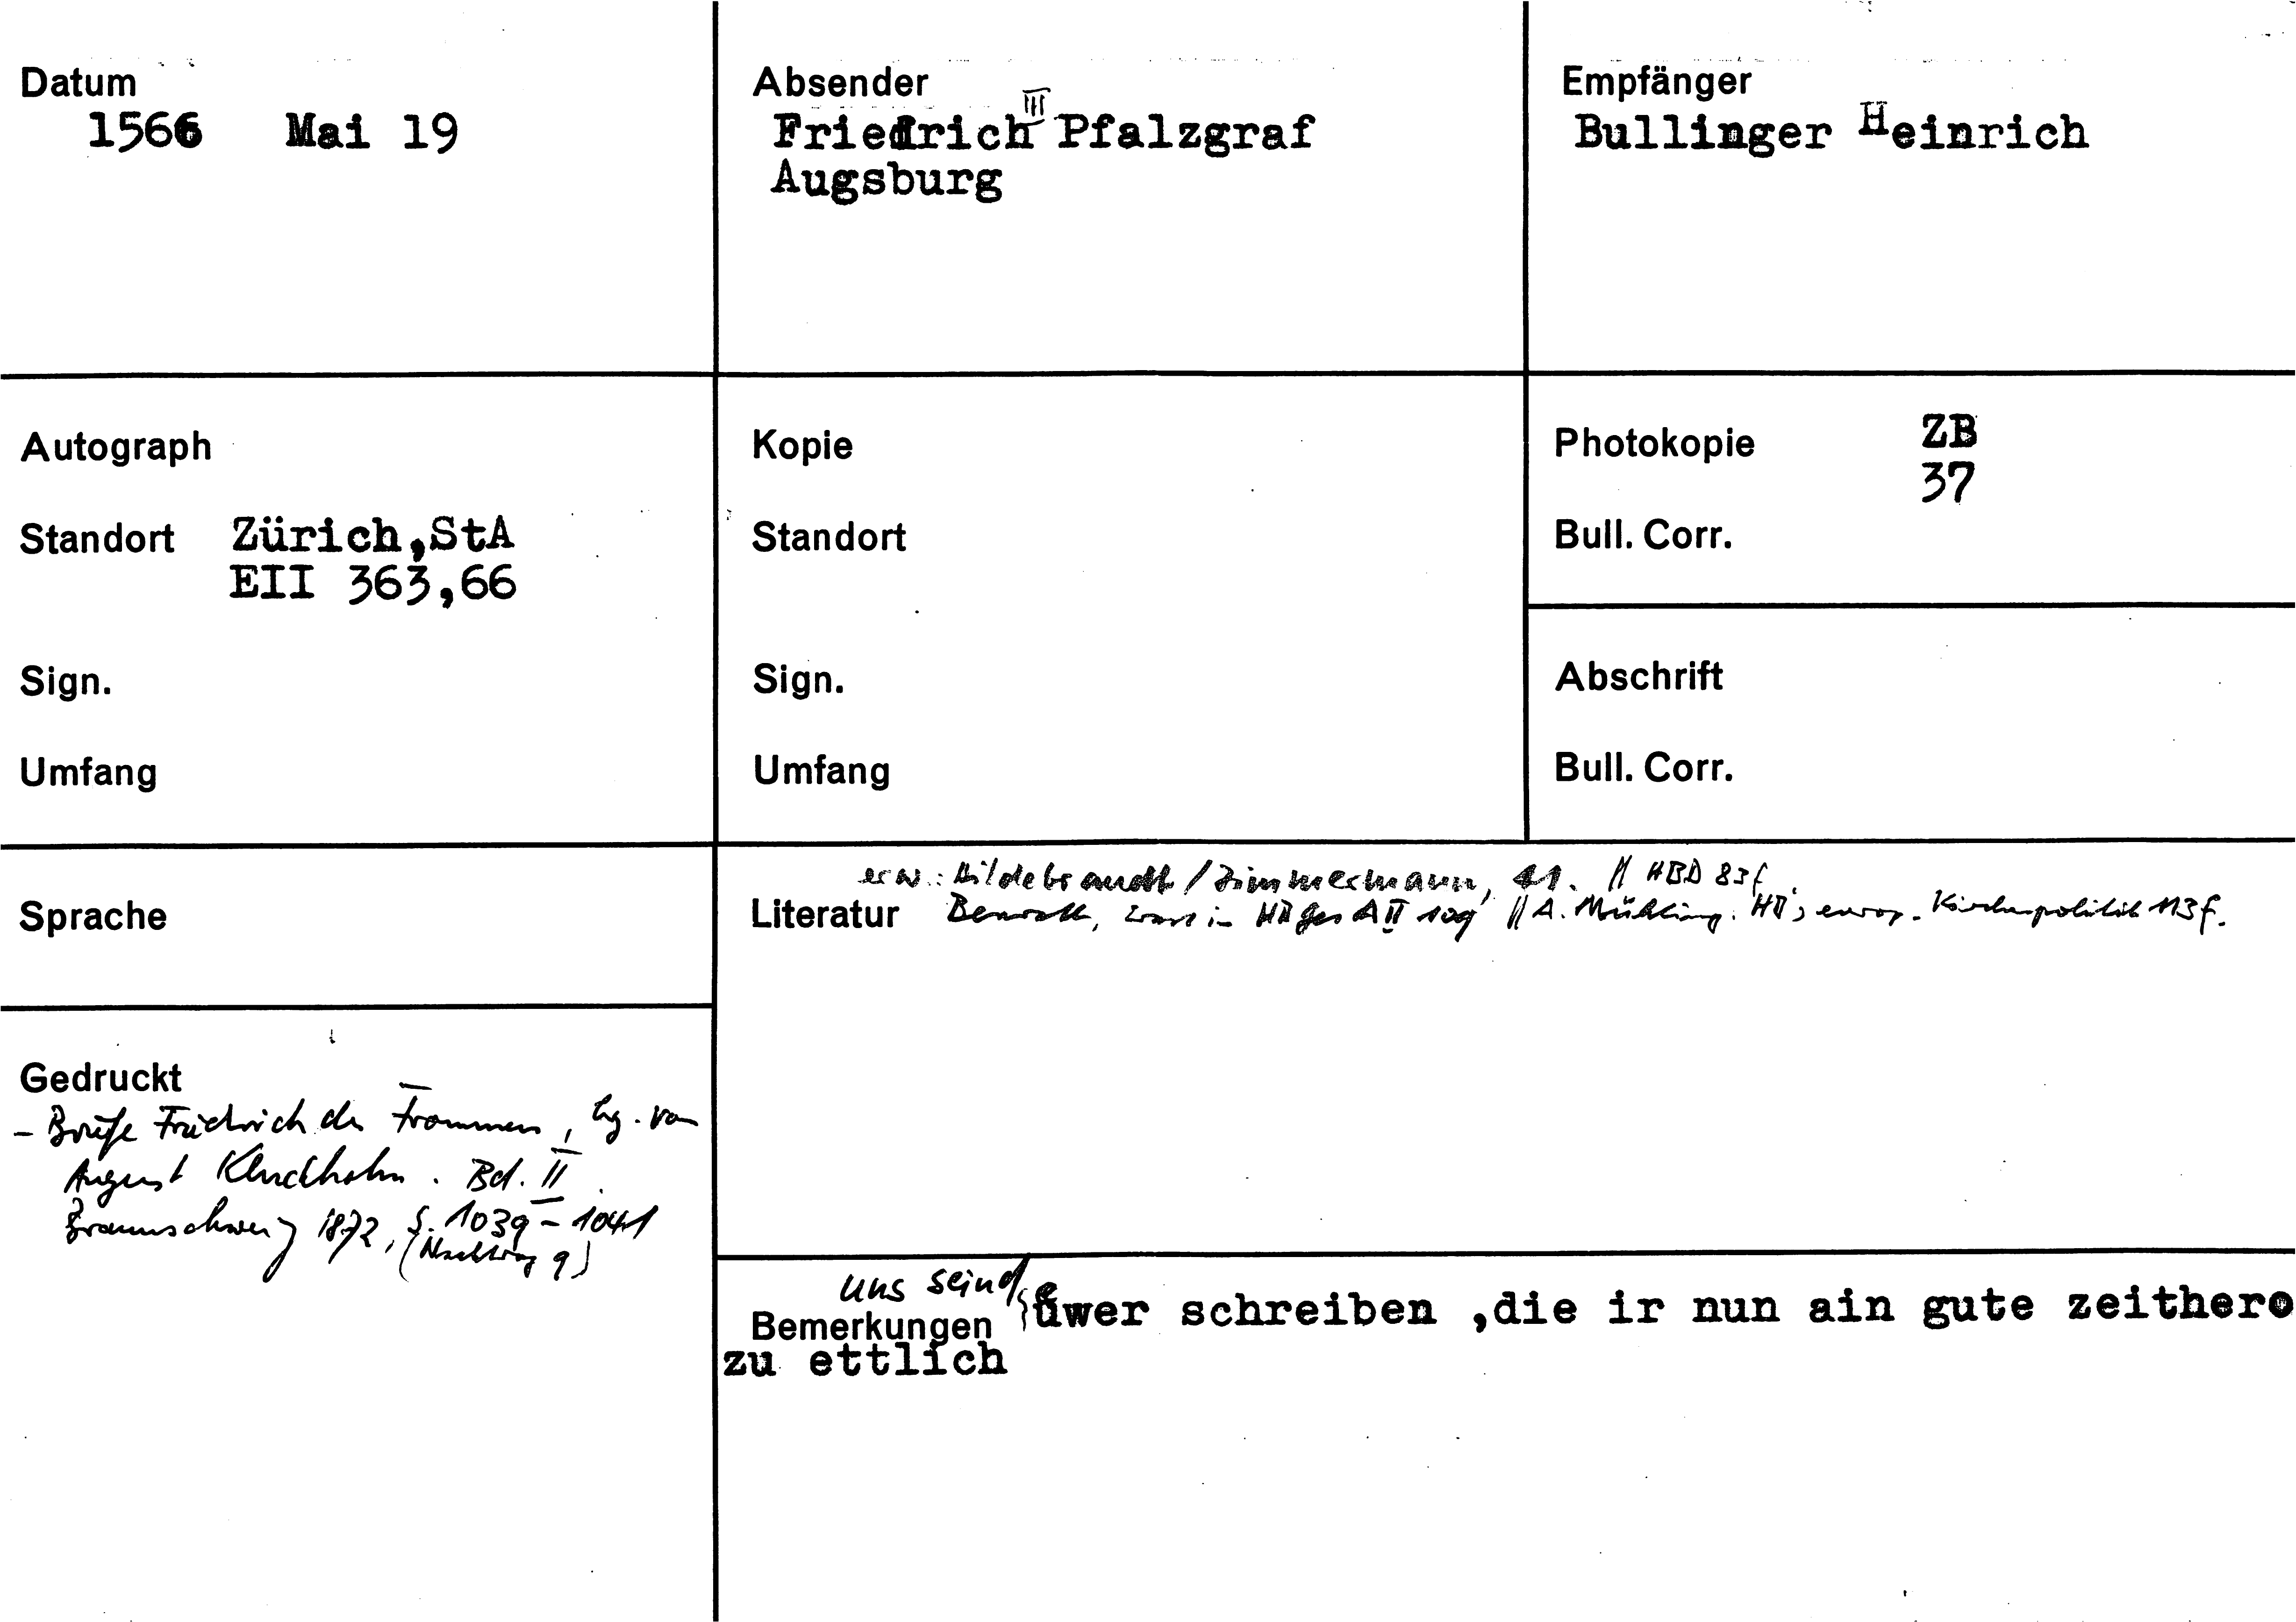 Datum
1566 Mai 19
Absender
Friedrich III Pfalzgraf
Augsburg
Empfänger
Bullinger Heinrich
Autograph
Standort Zürich,StA
EII 363,66
Sign.
Umfang
Kopie
Standort
Sign.
Umfang
Photokopie ZB
37
Bull. Corr.
Abschrift
Bull. Corr.
Sprache
erw.: Hildebrandt / Zimmermann, 41. // HBD 83f.
Literatur Benrath, in HBGesA II 109 // A. Mühling: HB's europ. Kirchenpolitik 113f.
Gedruckt
- Briefe Friedrich des Frommen, hg. von
August Kluckhohn. Bd. II
Braunschweig 1872, S. 1039-1041
(Nachtrag 9)
uns seind
Bemerkungen üwer schreiben ,die ir nun ain gute zeithero
zu ettlich